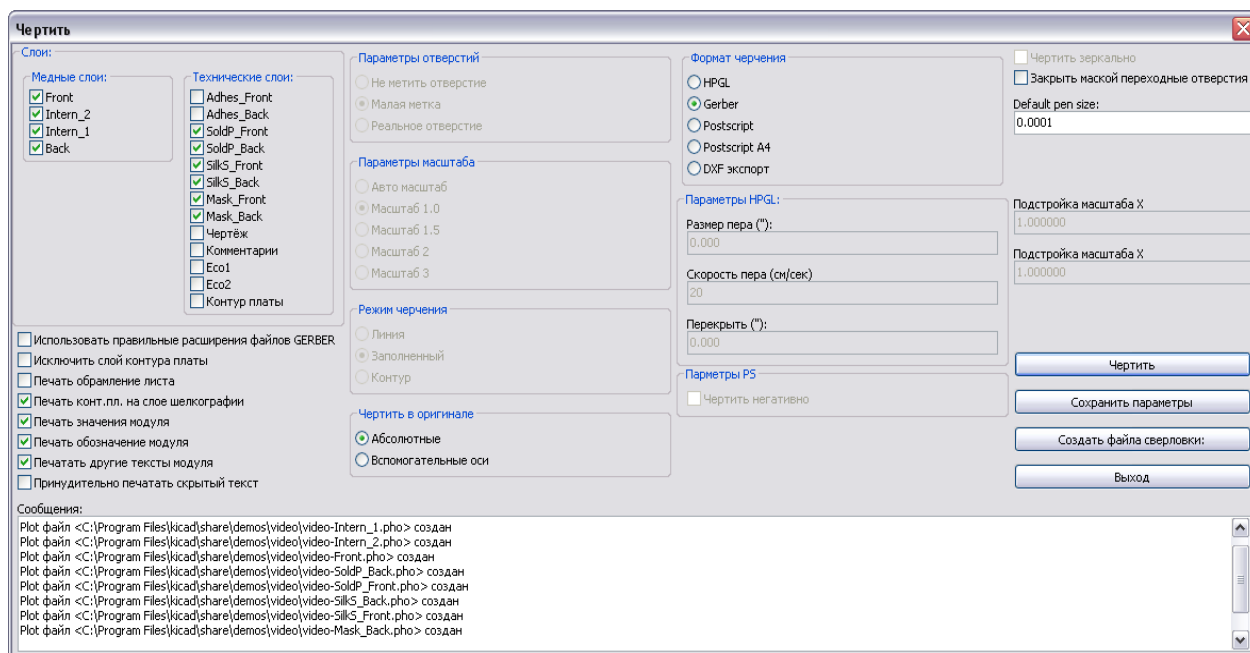 Чертить
Слои:
Медные слои:
Front
Intern_2
Intern_1
Back
Технические слои:
Adhes_Front
Adhes_Back
SoldP_Front
SoldP_Back
SilkS_Front
SilkS_Back
Mask_Front
Mask_Back
Чертёж
Комментарии
Eco1
Eco2
Контур платы
Использовать правильные расширения файлов GERBER
Исключить слой контура платы
Печать обрамление листа
Печать конт.пл. на слое шелкографии
Печать значения модуля
Печать обозначение модуля
Печатать другие тексты модуля
Принудительно печатать скрытый текст
Параметры отверстий
Не метить отверстие
Малая метка
Реальное отверстие
Параметры масштаба
Авто масштаб
Масштаб 1.0
Масштаб 1.5
Масштаб 2
Масштаб 3
Режим черчения
Линия
Заполненный
Контур
Чертить в оригинале
Абсолютные
Вспомогательные оси
Формат черчения
HPGL
Gerber
Postscript
Postscript A4
DXF экспорт
Параметры HPGL:
Размер пера ("):
0.000
Скорость пера (см/сек)
20
Перекрыть ("):
0.000
Парметры PS
Чертить негативно
Чертить зеркально
Закрыть маской переходные отверстия
Default pen size:
0.0001
Подстройка масштаба X
1.000000
Подстройка масштаба X
1.000000
Чертить
Сохранить параметры
Создать файла сверловки:
Выход
Сообщения:
Plot файл <C:\Program Files\kicad\share\demos\video\video-Intern_1.pho> создан
Plot файл <C:\Program Files\kicad\share\demos\video\video-Intern_2.pho> создан
Plot файл <C:\Program Files\kicad\share\demos\video\video-Front.pho> создан
Plot файл <C:\Program Files\kicad\share\demos\video\video-SoldP_Back.pho> создан
Plot файл <C:\Program Files\kicad\share\demos\video\video-SoldP_Front.pho> создан
Plot файл <C:\Program Files\kicad\share\demos\video\video-SilkS_Back.pho> создан
Plot файл <C:\Program Files\kicad\share\demos\video\video-SilkS_Front.pho> создан
Plot файл <C:\Program Files\kicad\share\demos\video\video-Mask_Back.pho> создан